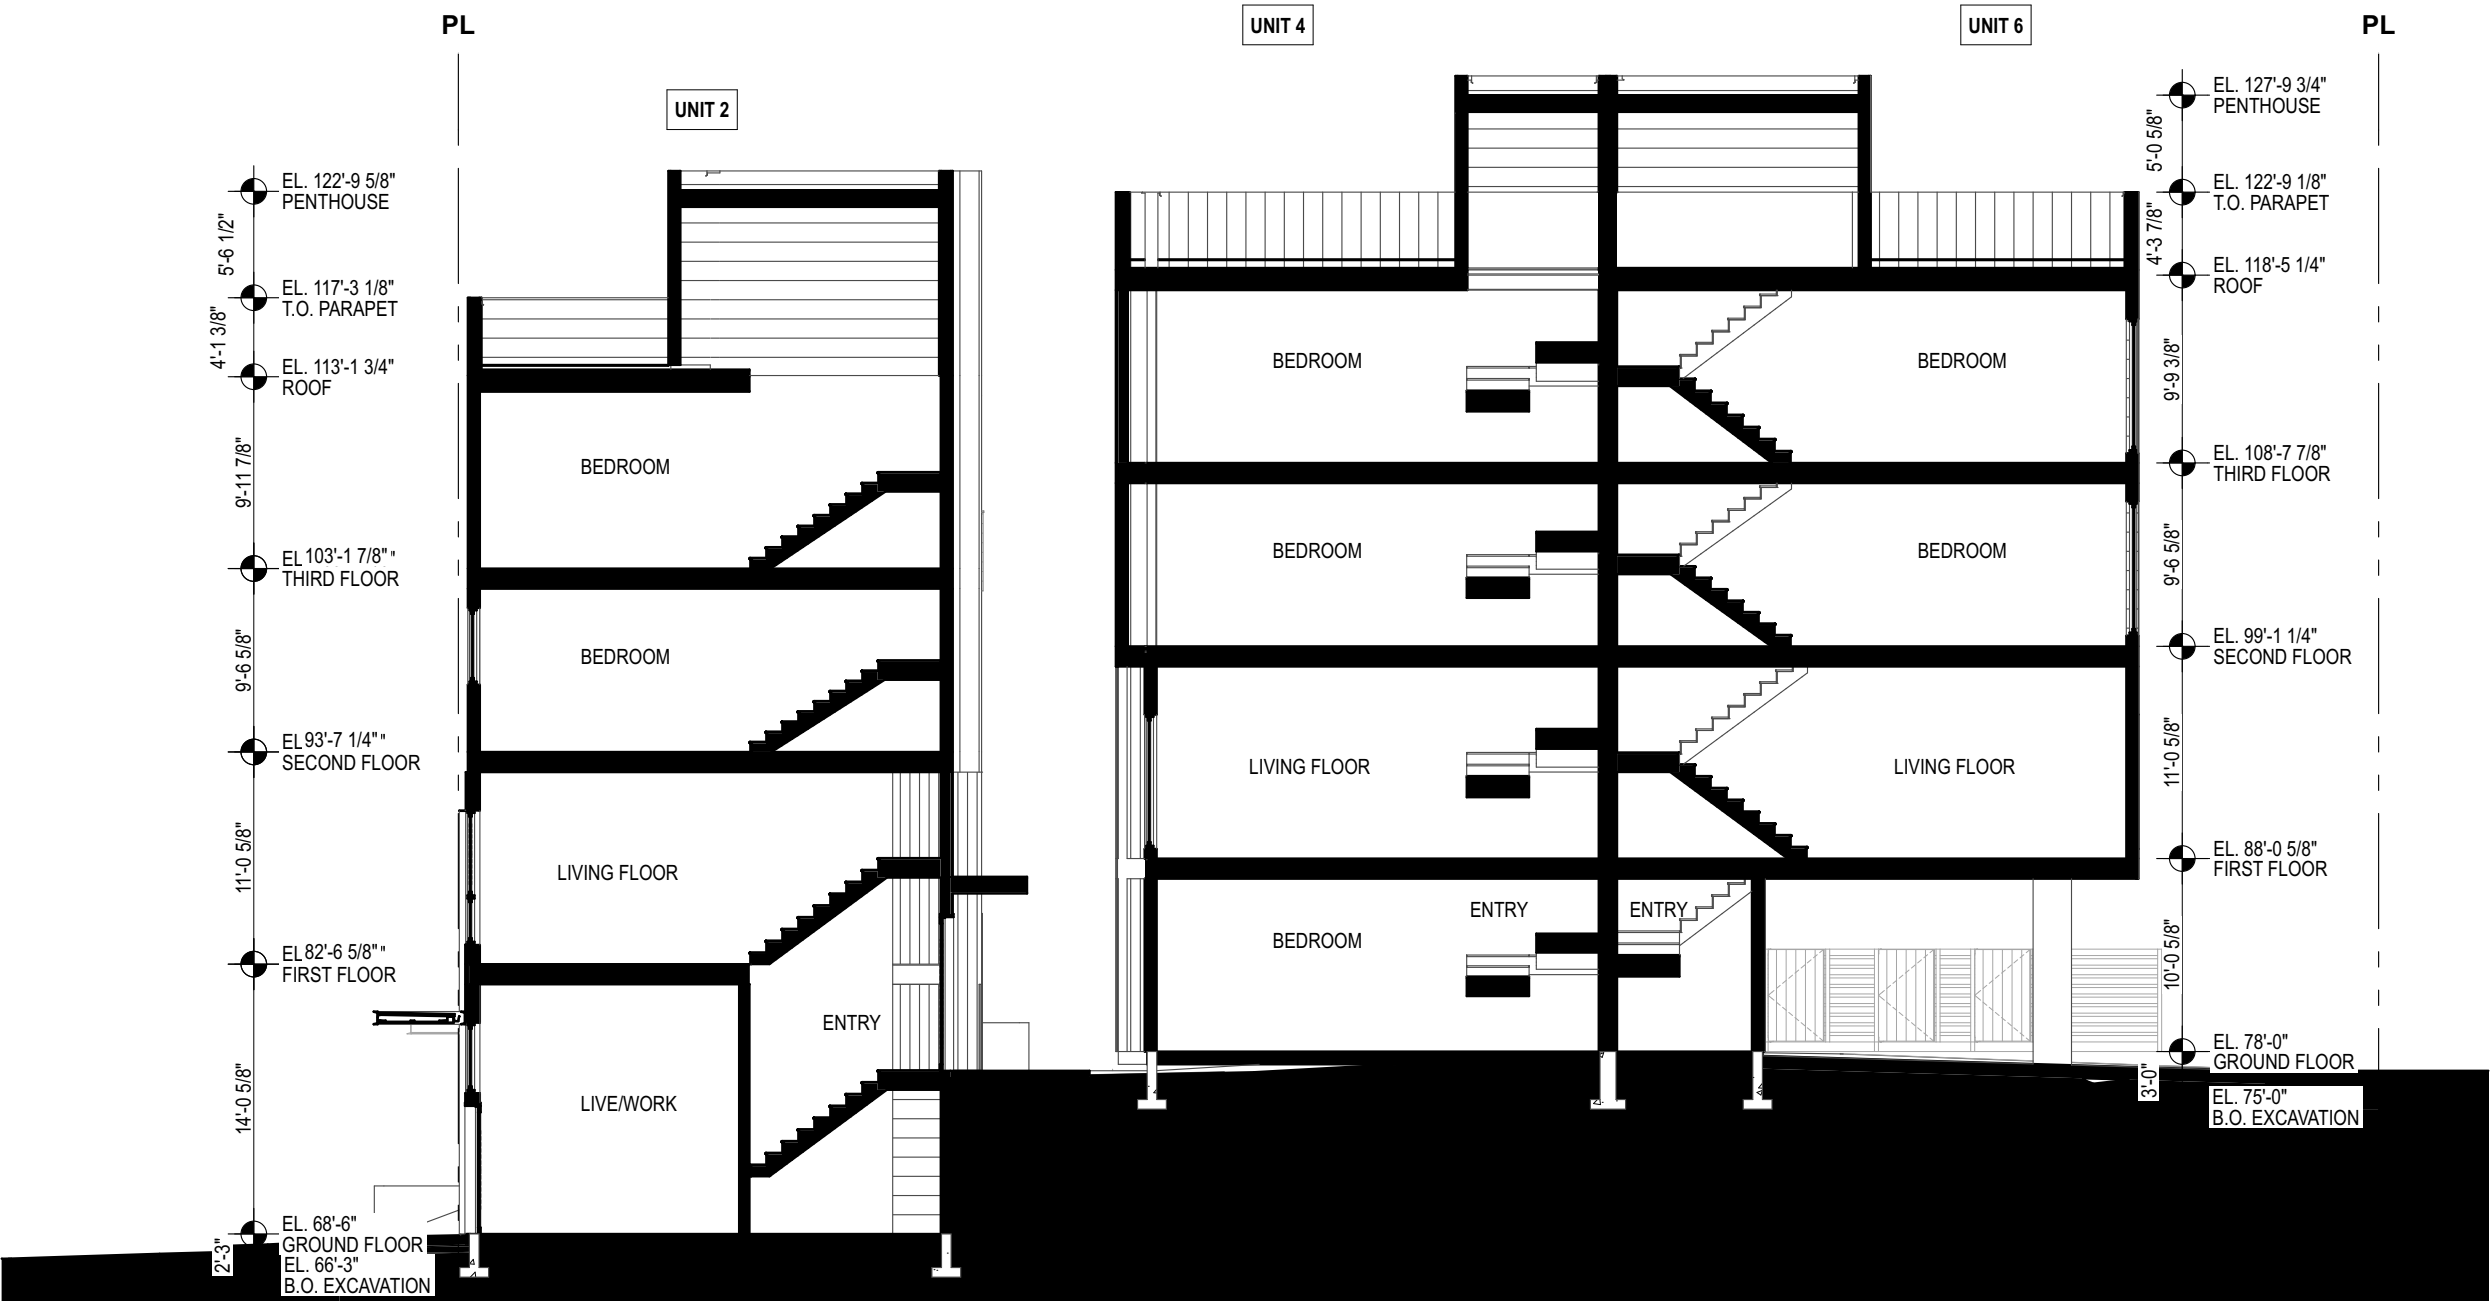 PL
UNIT 4
UNIT 6
PL
UNIT 2
EL. 122'-9 5/8"
PENTHOUSE
5'-6 1/2"
EL. 117'-3 1/8"
T.O. PARAPET
4'-1 3/8"
EL. 113'-1 3/4"
ROOF
9'-11 7/8"
EL 103'-1 7/8" "
THIRD FLOOR
9'-6 5/8"
EL 93'-7 1/4" "
SECOND FLOOR
11'-0 5/8"
EL 82'-6 5/8" "
FIRST FLOOR
14'-0 5/8"
EL. 68'-6"
GROUND FLOOR
2'-3"
EL. 66'-3"
B.O. EXCAVATION
BEDROOM
BEDROOM
LIVING FLOOR
ENTRY
LIVE/WORK
BEDROOM
BEDROOM
BEDROOM
BEDROOM
LIVING FLOOR
LIVING FLOOR
ENTRY
ENTRY
BEDROOM
EL. 127'-9 3/4"
PENTHOUSE
5'-0 5/8"
EL. 122'-9 1/8"
T.O. PARAPET
4'-3 7/8"
EL. 118'-5 1/4"
ROOF
9'-9 3/8"
EL. 108'-7 7/8"
THIRD FLOOR
9'-6 5/8"
EL. 99'-1 1/4"
SECOND FLOOR
11'-0 5/8"
EL. 88'-0 5/8"
FIRST FLOOR
10'-0 5/8"
EL. 78'-0"
GROUND FLOOR
3'-0"
EL. 75'-0"
B.O. EXCAVATION